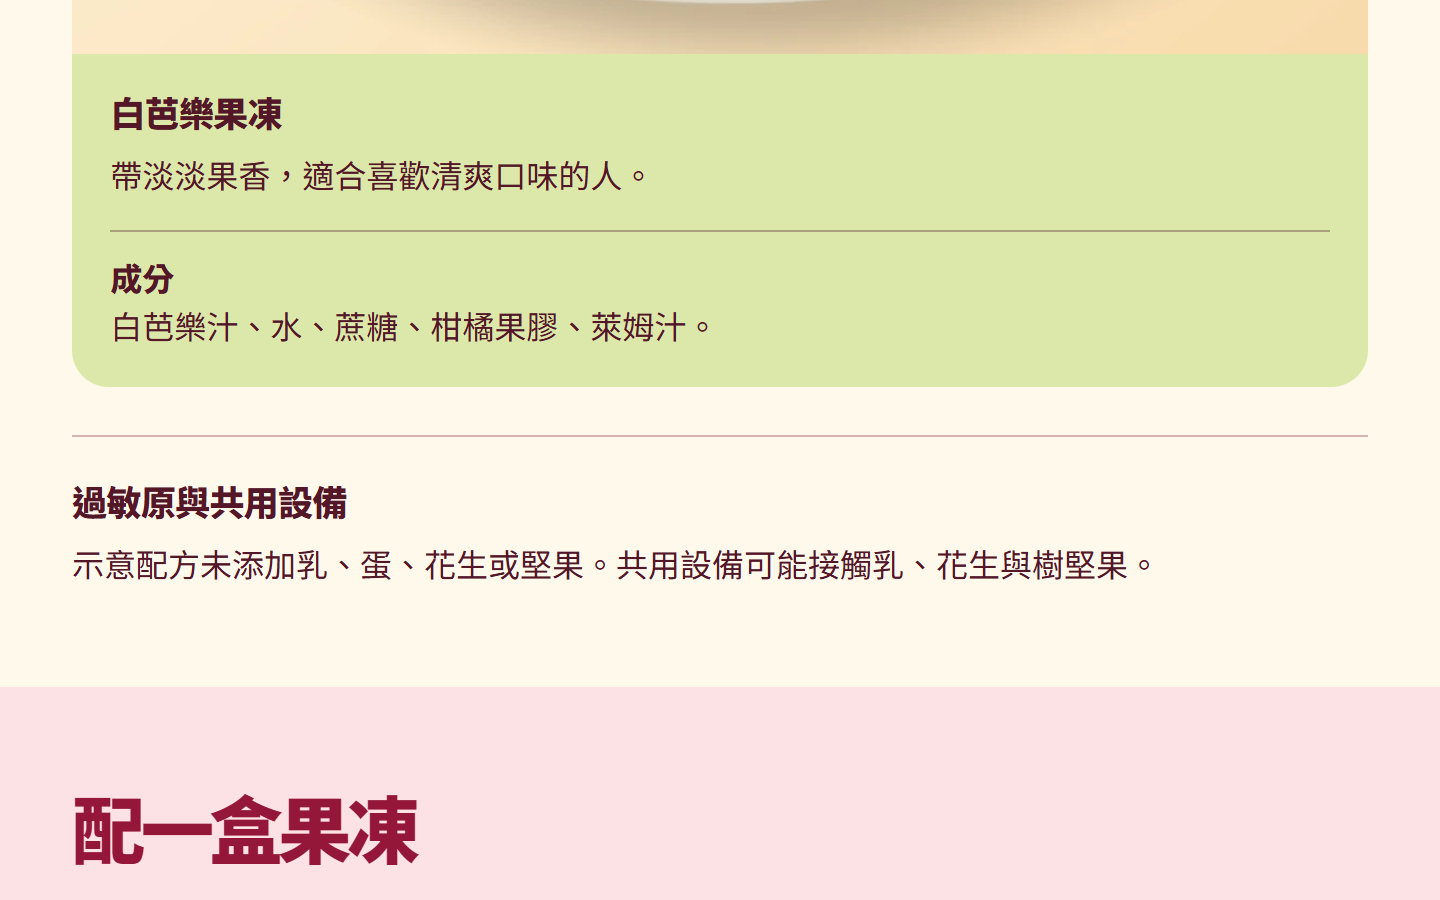 白芭樂果凍
帶淡淡果香，適合喜歡清爽口味的人。
成分
白芭樂汁、水、蔗糖、柑橘果膠、萊姆汁。
過敏原與共用設備
示意配方未添加乳、蛋、花生或堅果。共用設備可能接觸乳、花生與樹堅果。
配一盒果凍